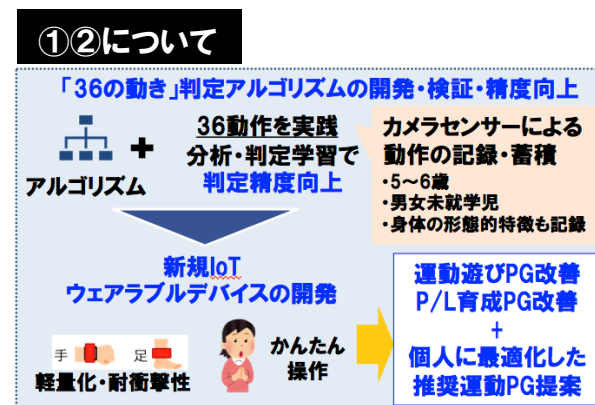 ①②について
「36の動き」判定アルゴリズムの開発・検証・精度向上
アルゴリズム
+
36動作を実践
分析・判定学習で
判定精度向上
カメラセンサーによる
動作の記録・蓄積
・5～6歳
・男女未就学児
・身体の形態的特徴も記録
新規IoT
ウェアラブルデバイスの開発
手
足
軽量化・耐衝撃性
かんたん
操作
運動遊びPG改善
P/L育成PG改善
+
個人に最適化した
推奨運動PG提案